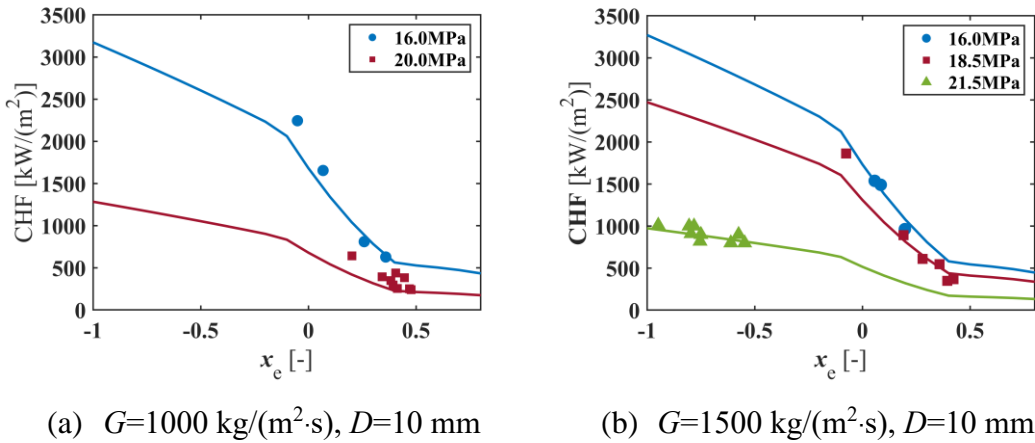 3500
3000
2500
2000
1500
1000
500
0
CHF [kW/(m²)]
16.0MPa
20.0MPa
-1
-0.5
0
0.5
xₑ [-]
(a) G=1000 kg/(m²·s), D=10 mm
3500
3000
2500
2000
1500
1000
500
0
CHF [kW/(m²)]
16.0MPa
18.5MPa
21.5MPa
-1
-0.5
0
0.5
xₑ [-]
(b) G=1500 kg/(m²·s), D=10 mm